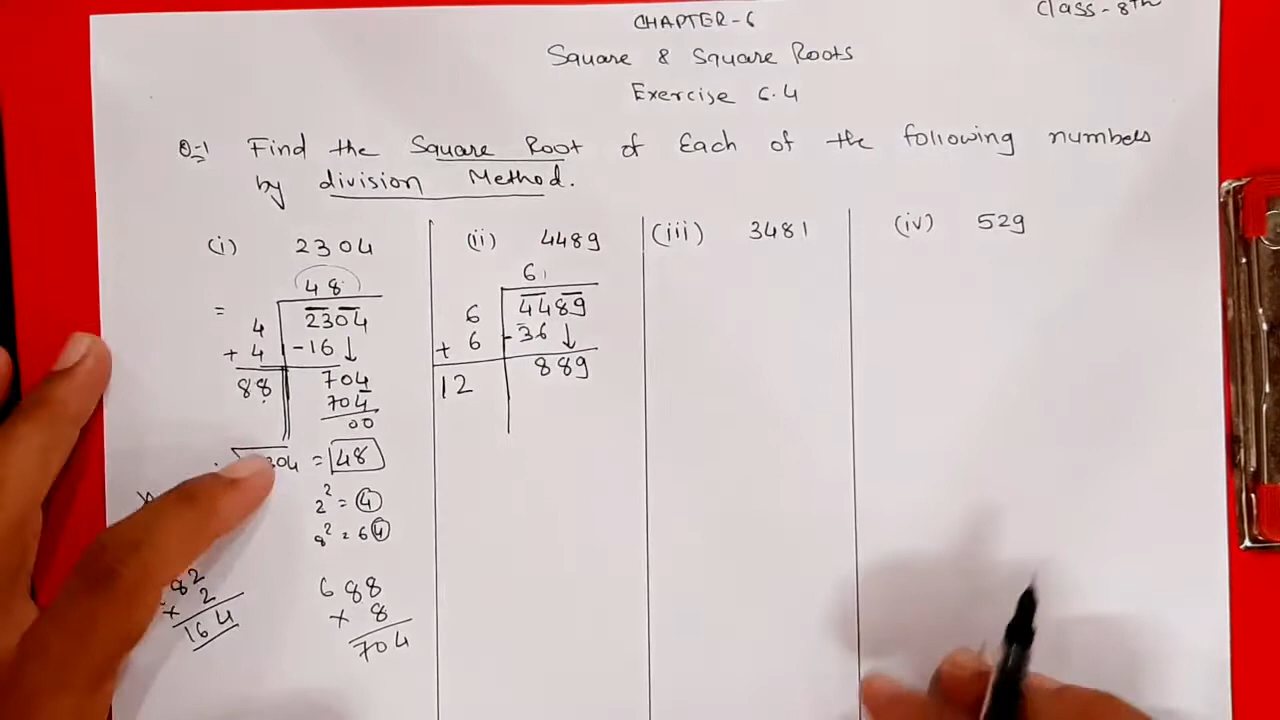 CHAPTER-6
Class-8th
Square & Square Roots
Exercise 6.4
Q-1 Find the Square Root of Each of the following numbers
by division Method.
(i) 2304
48
= 4 2304
+ 4 -16 ↓
88 704
704
00
304 = 48
2² = 4
8² = 64
82
× 2
164
6 88
× 8
704
(ii) 4489
6
6 4489
+ 6 -36 ↓
12 889
(iii) 3481
(iv) 529